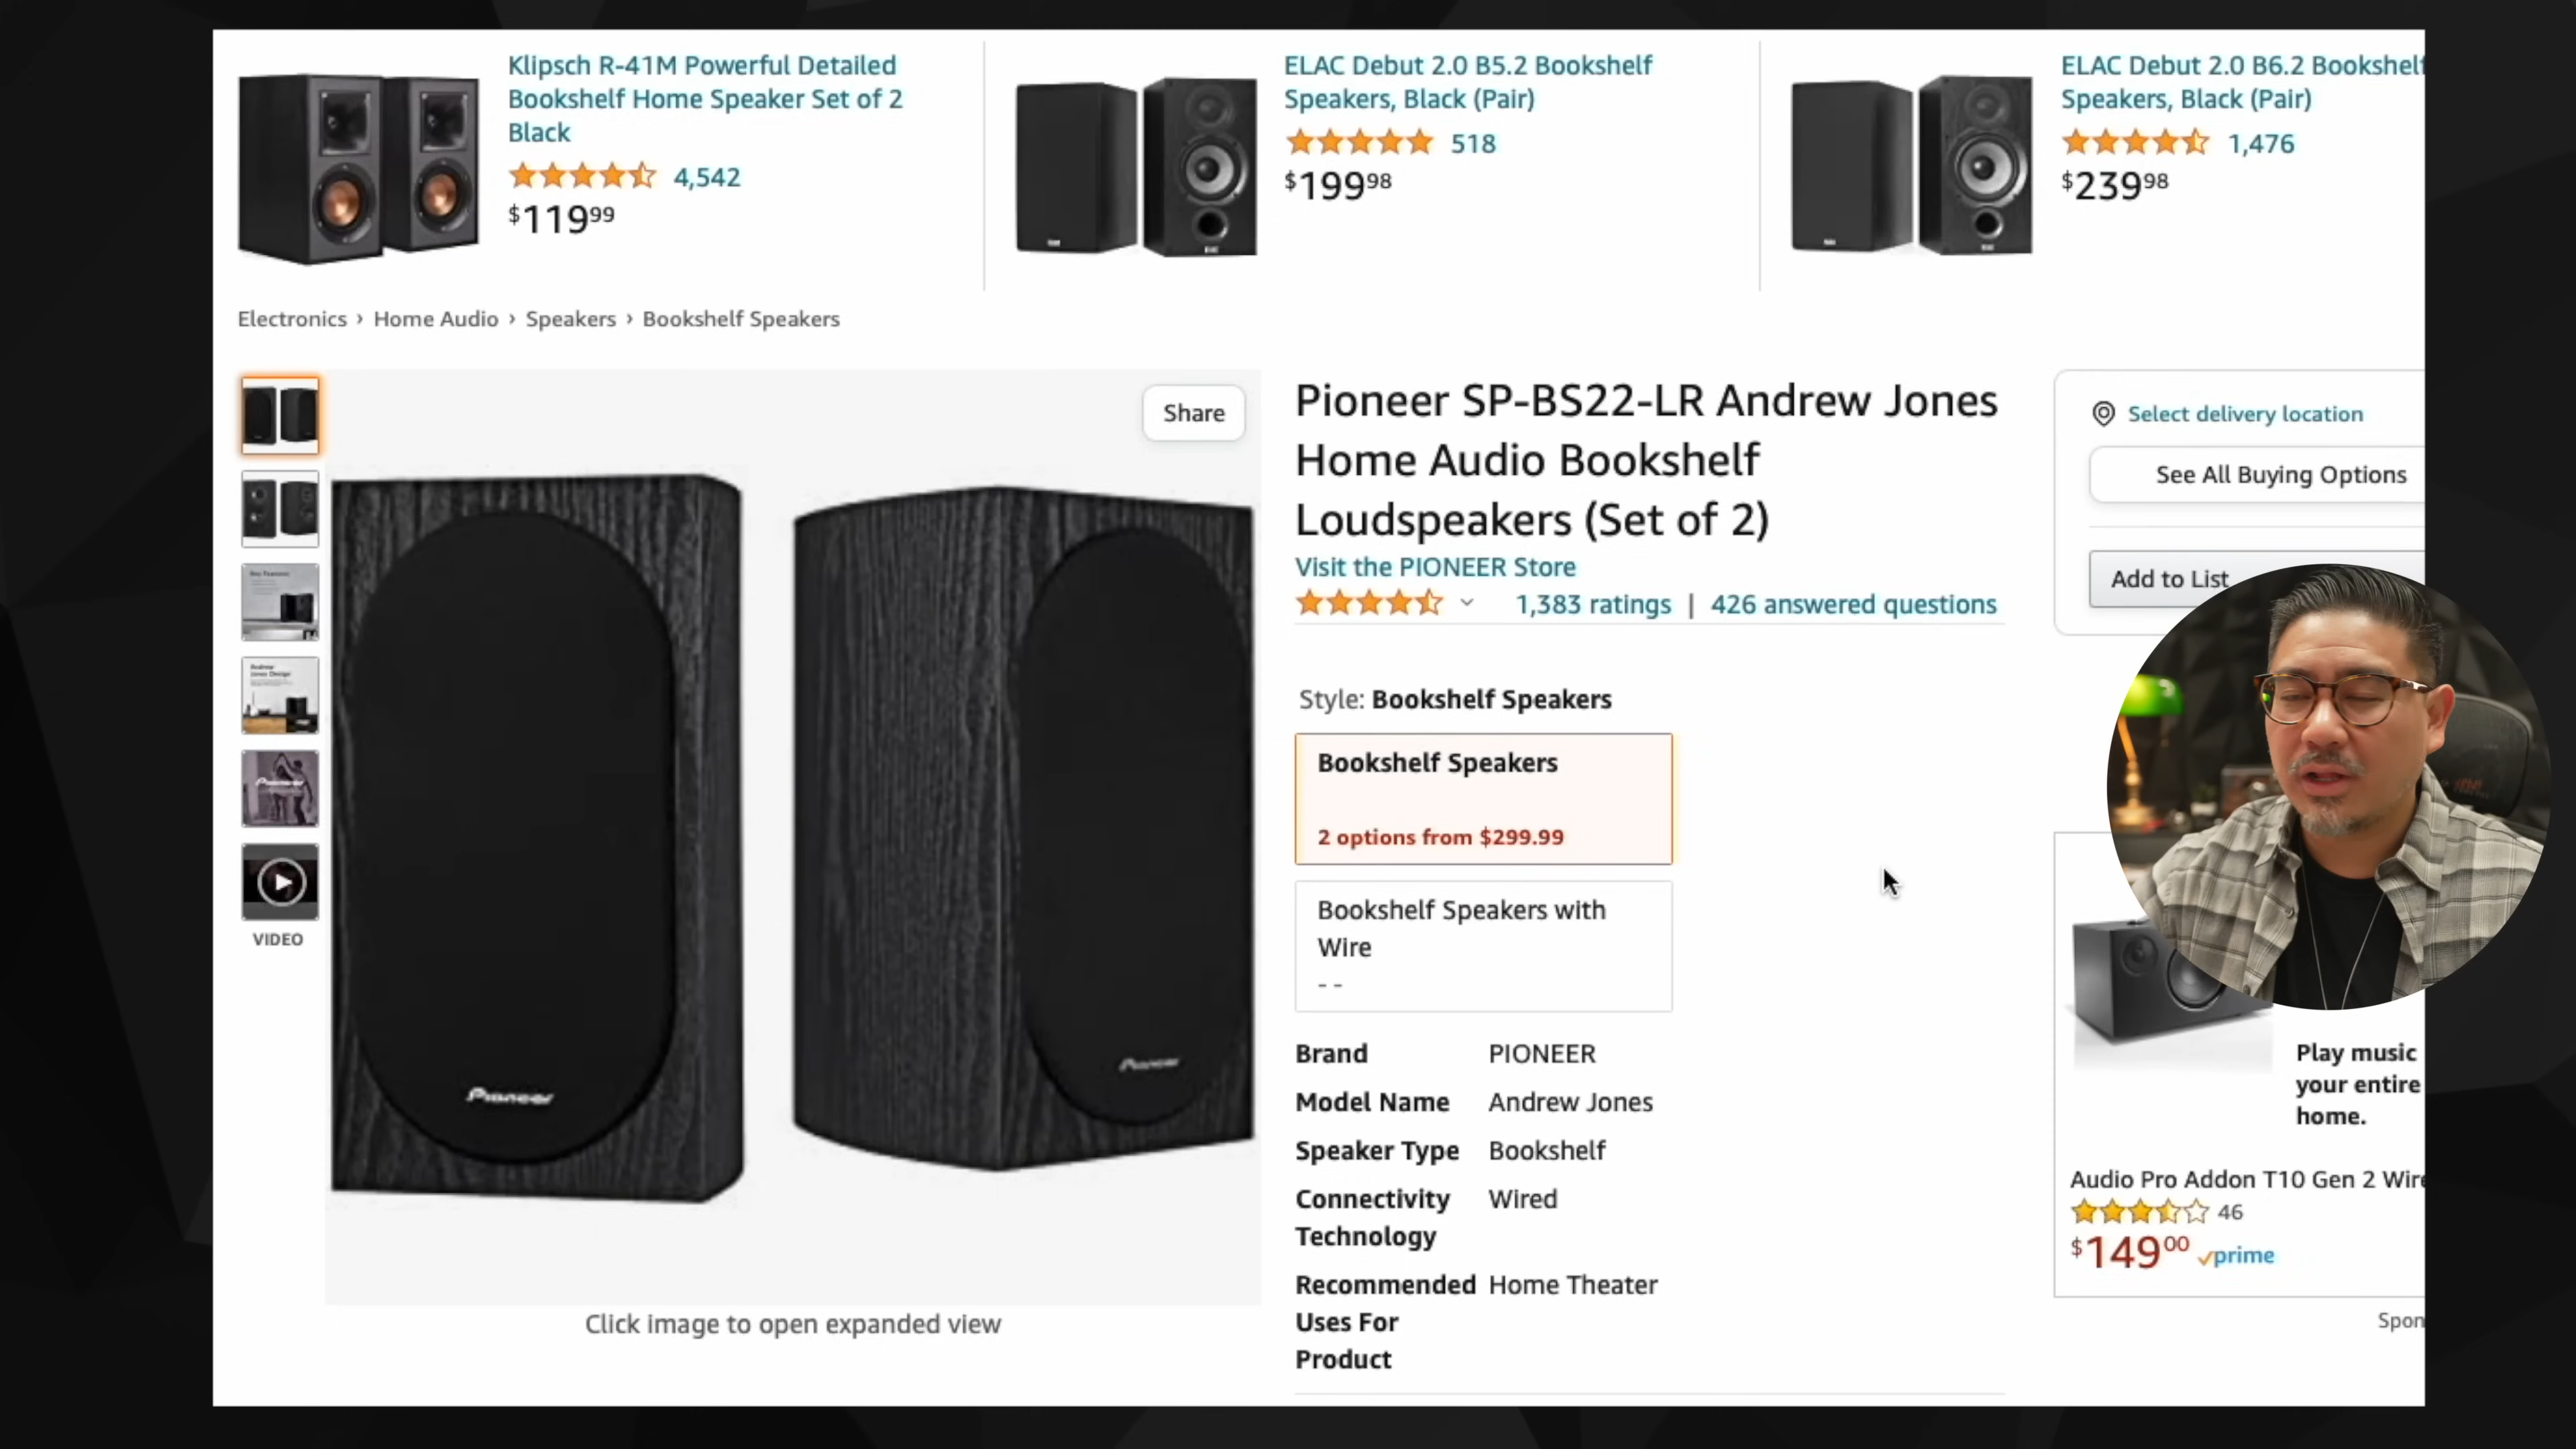 Klipsch R-41M Powerful Detailed
Bookshelf Home Speaker Set of 2
Black
4,542
$119.99
ELAC Debut 2.0 B5.2 Bookshelf
Speakers, Black (Pair)
518
$199.98
ELAC Debut 2.0 B6.2 Bookshelf
Speakers, Black (Pair)
1,476
$239.98
Electronics › Home Audio › Speakers › Bookshelf Speakers
Share
Pioneer
Pioneer
VIDEO
Click image to open expanded view
Pioneer SP-BS22-LR Andrew Jones
Home Audio Bookshelf
Loudspeakers (Set of 2)
Visit the PIONEER Store
1,383 ratings | 426 answered questions
Style: Bookshelf Speakers
Bookshelf Speakers
2 options from $299.99
Bookshelf Speakers with
Wire
--
Brand PIONEER
Model Name Andrew Jones
Speaker Type Bookshelf
Connectivity Wired
Technology
Recommended Home Theater
Uses For
Product
Select delivery location
See All Buying Options
Add to List
Play music
your entire
home.
Audio Pro Addon T10 Gen 2 Wire
46
$149.00 prime
Spon